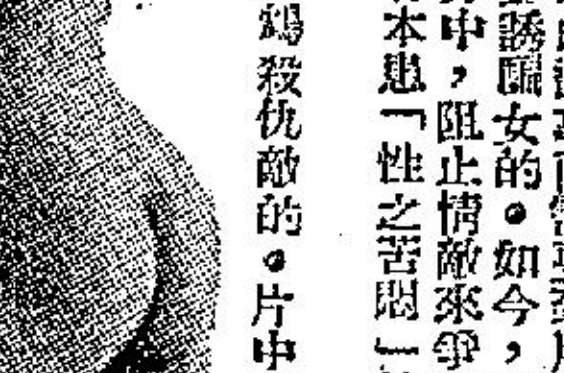 誘騙女的。如今,
中,阻止情敵來爭
本患「性之苦悶」
殺仇敵的。片中